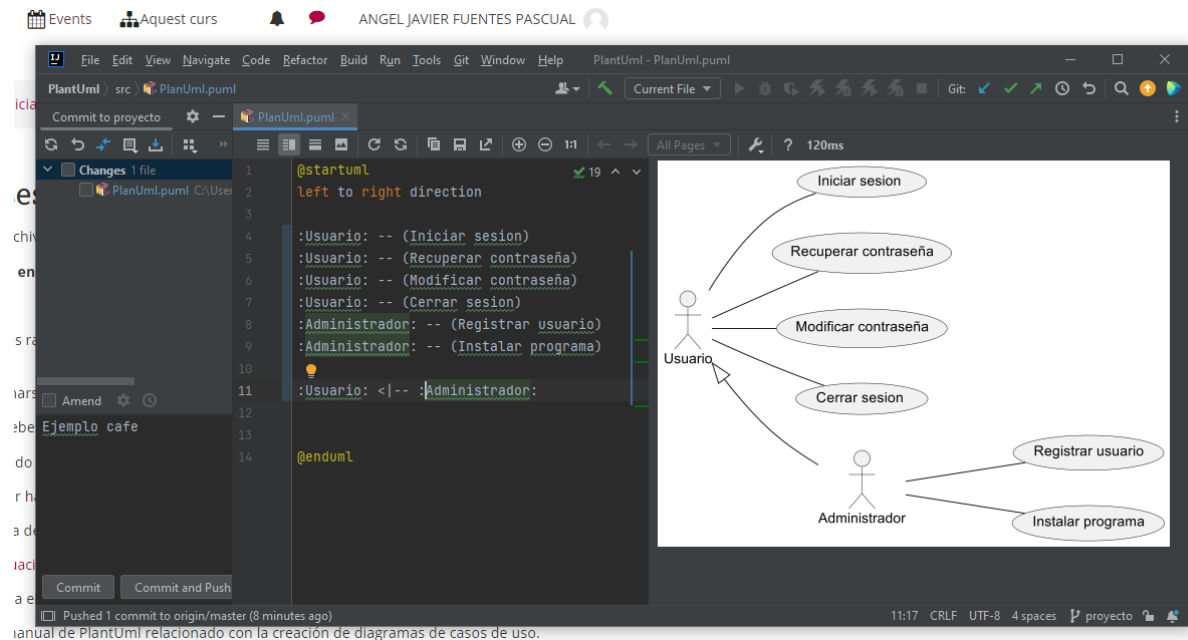 Events Aquest curs ANGEL JAVIER FUENTES PASCUAL
File Edit View Navigate Code Refactor Build Run Tools Git Window Help PlantUml - PlanUml.puml
PlantUml src PlanUml.puml Current File Git:
Commit to proyecto PlanUml.puml
1:1 All Pages ? 120ms
Changes 1 file
PlanUml.puml C:\User
Amend
Ejemplo cafe
Commit Commit and Push
1 @startuml 19
2 left to right direction
3
4 :Usuario: -- (Iniciar sesion)
5 :Usuario: -- (Recuperar contraseña)
6 :Usuario: -- (Modificar contraseña)
7 :Usuario: -- (Cerrar sesion)
8 :Administrador: -- (Registrar usuario)
9 :Administrador: -- (Instalar programa)
10
11 :Usuario: <|-- :Administrador:
12
13
14 @enduml
Iniciar sesion
Recuperar contraseña
Modificar contraseña
Usuario
Cerrar sesion
Registrar usuario
Administrador
Instalar programa
Pushed 1 commit to origin/master (8 minutes ago) 11:17 CRLF UTF-8 4 spaces proyecto
anual de PlantUml relacionado con la creación de diagramas de casos de uso.